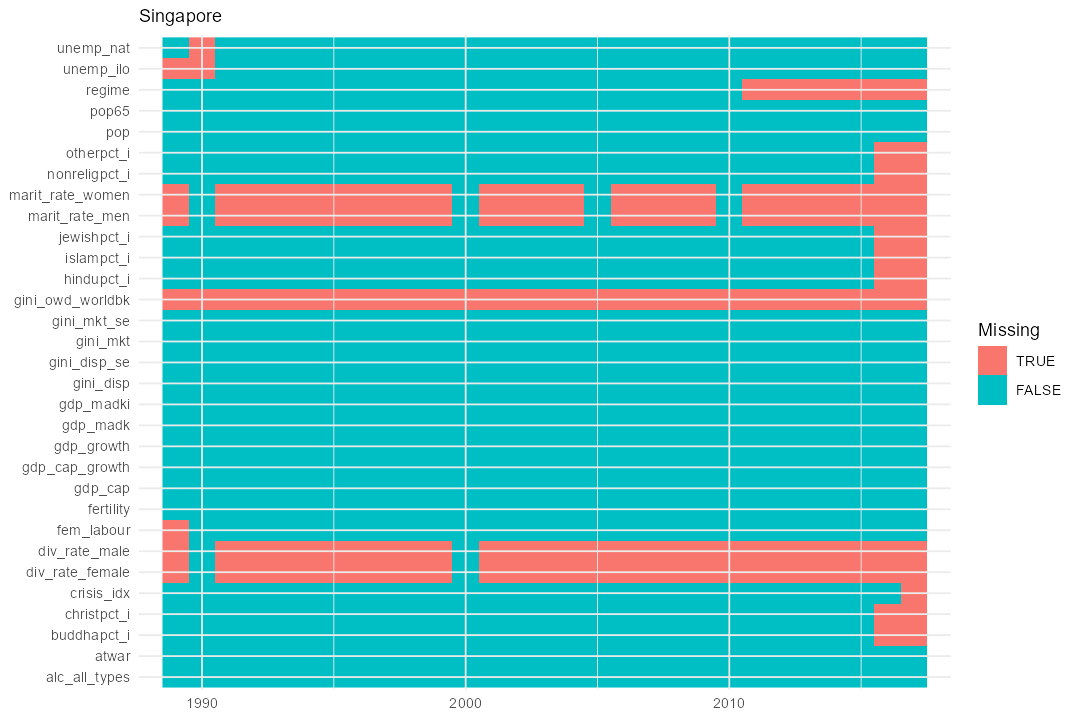 Singapore
unemp_nat
unemp_ilo
regime
pop65
pop
otherpct_i
nonreligpct_i
marit_rate_women
marit_rate_men
jewishpct_i
islampct_i
hindupct_i
gini_owd_worldbk
gini_mkt_se
gini_mkt
gini_disp_se
gini_disp
gdp_madki
gdp_madk
gdp_growth
gdp_cap_growth
gdp_cap
fertility
fem_labour
div_rate_male
div_rate_female
crisis_idx
christpct_i
buddhapct_i
atwar
alc_all_types
1990 2000 2010
Missing
TRUE
FALSE